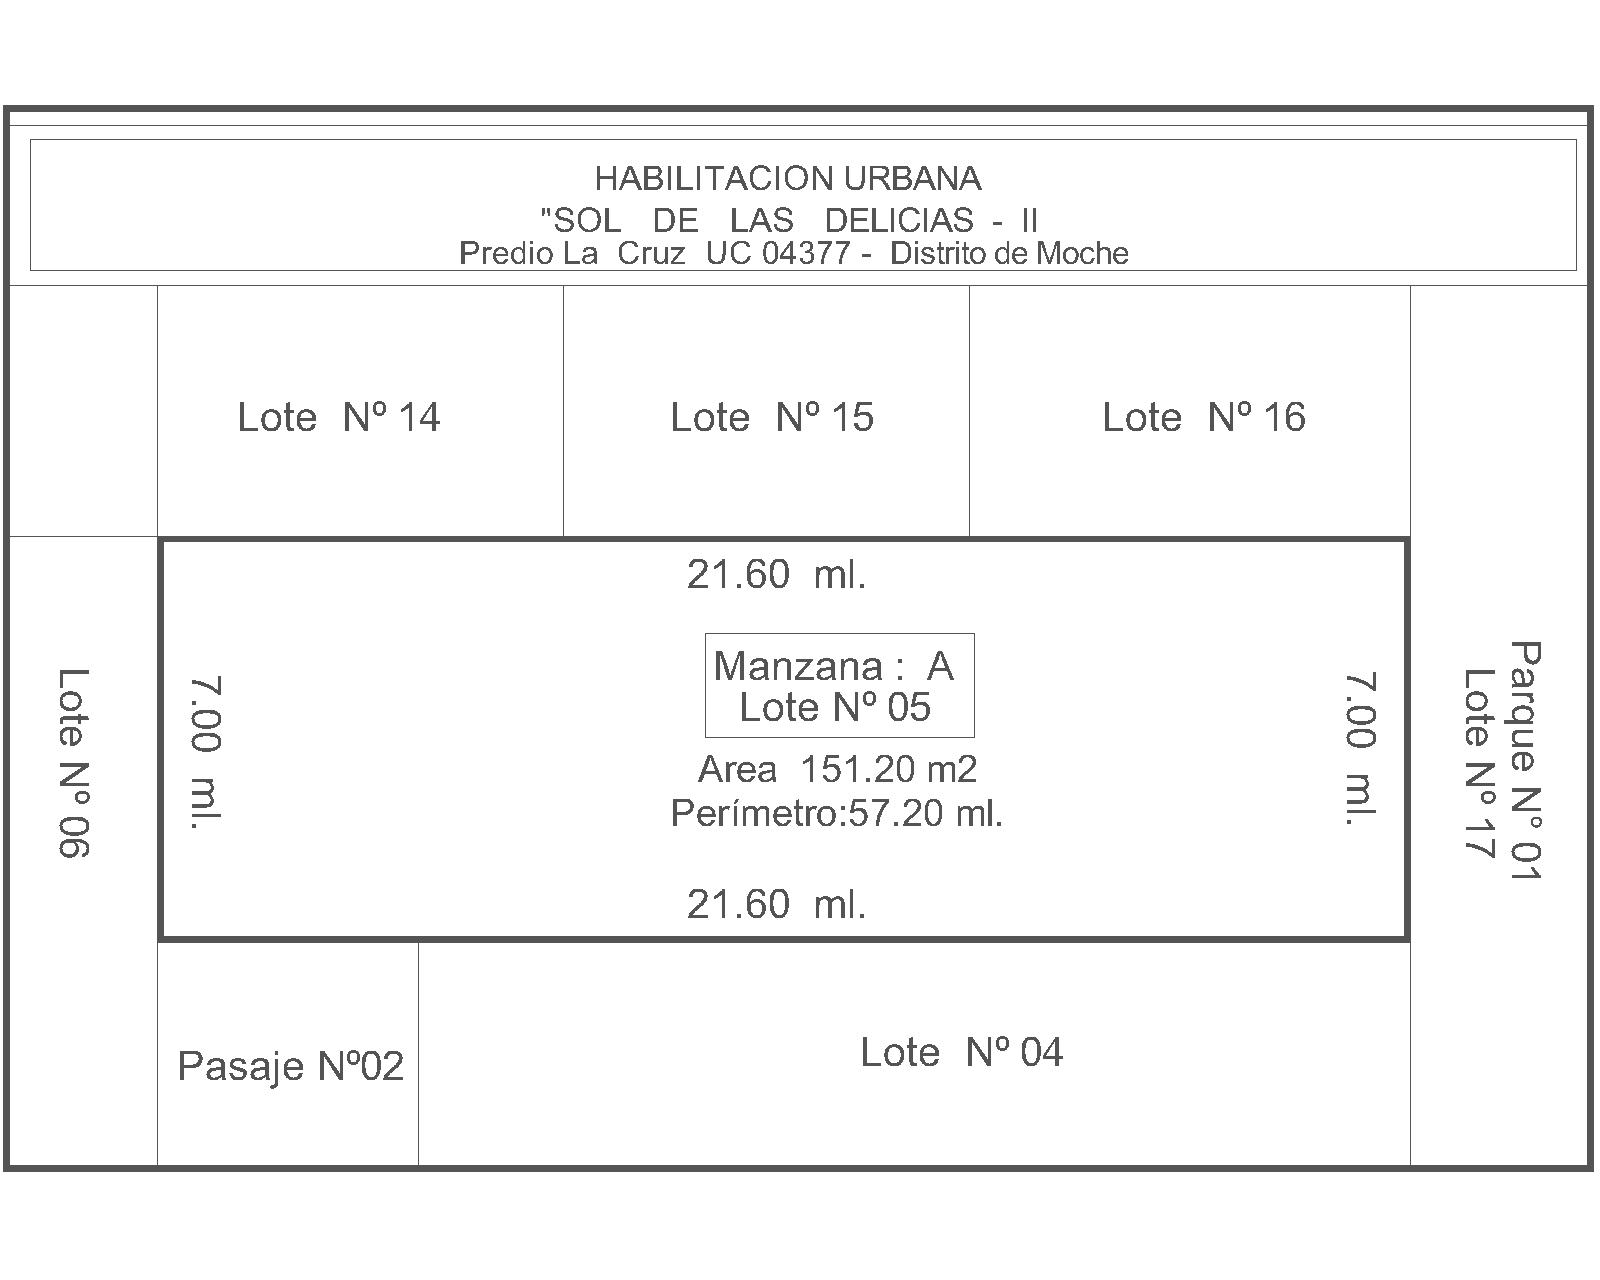 HABILITACION URBANA
"SOL DE LAS DELICIAS - II
Predio La Cruz UC 04377 - Distrito de Moche
Lote Nº 14
Lote Nº 15
Lote Nº 16
21.60 ml.
Lote Nº 06
7.00 ml.
Manzana : A
Lote Nº 05
Area 151.20 m2
Perímetro:57.20 ml.
7.00 ml.
Parque N° 01
Lote Nº 17
21.60 ml.
Pasaje Nº02
Lote Nº 04